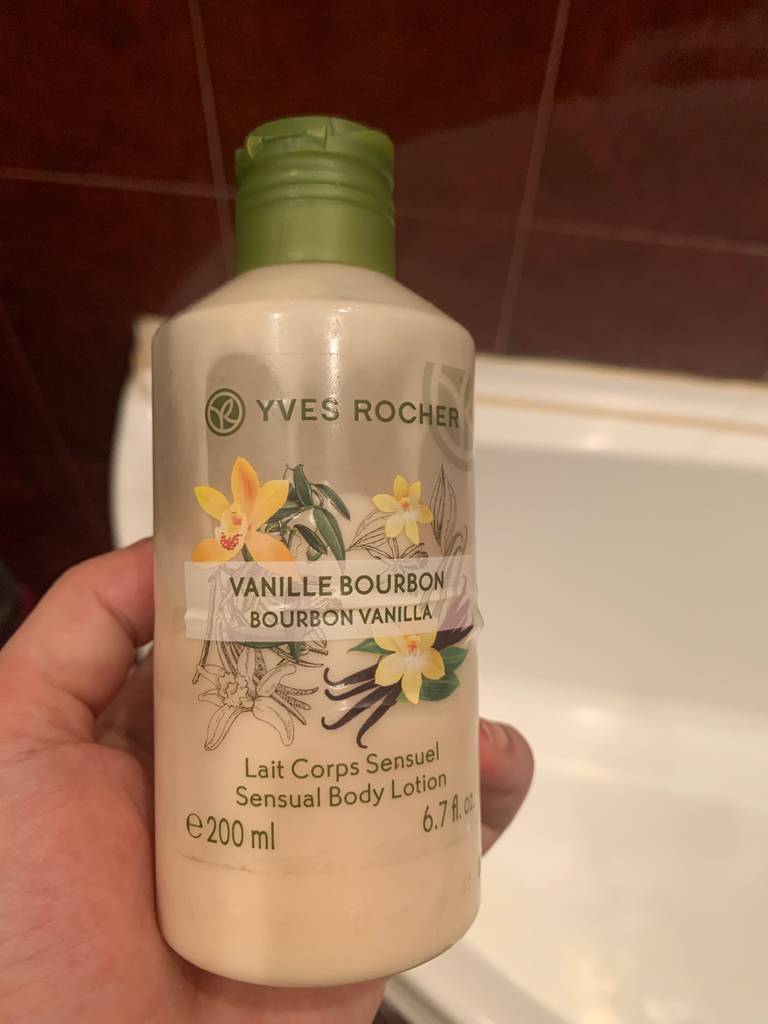 YVES ROCHER
VANILLE BOURBON
BOURBON VANILLA
Lait Corps Sensuel
Sensual Body Lotion
℮200 ml 6.7 fl. oz.